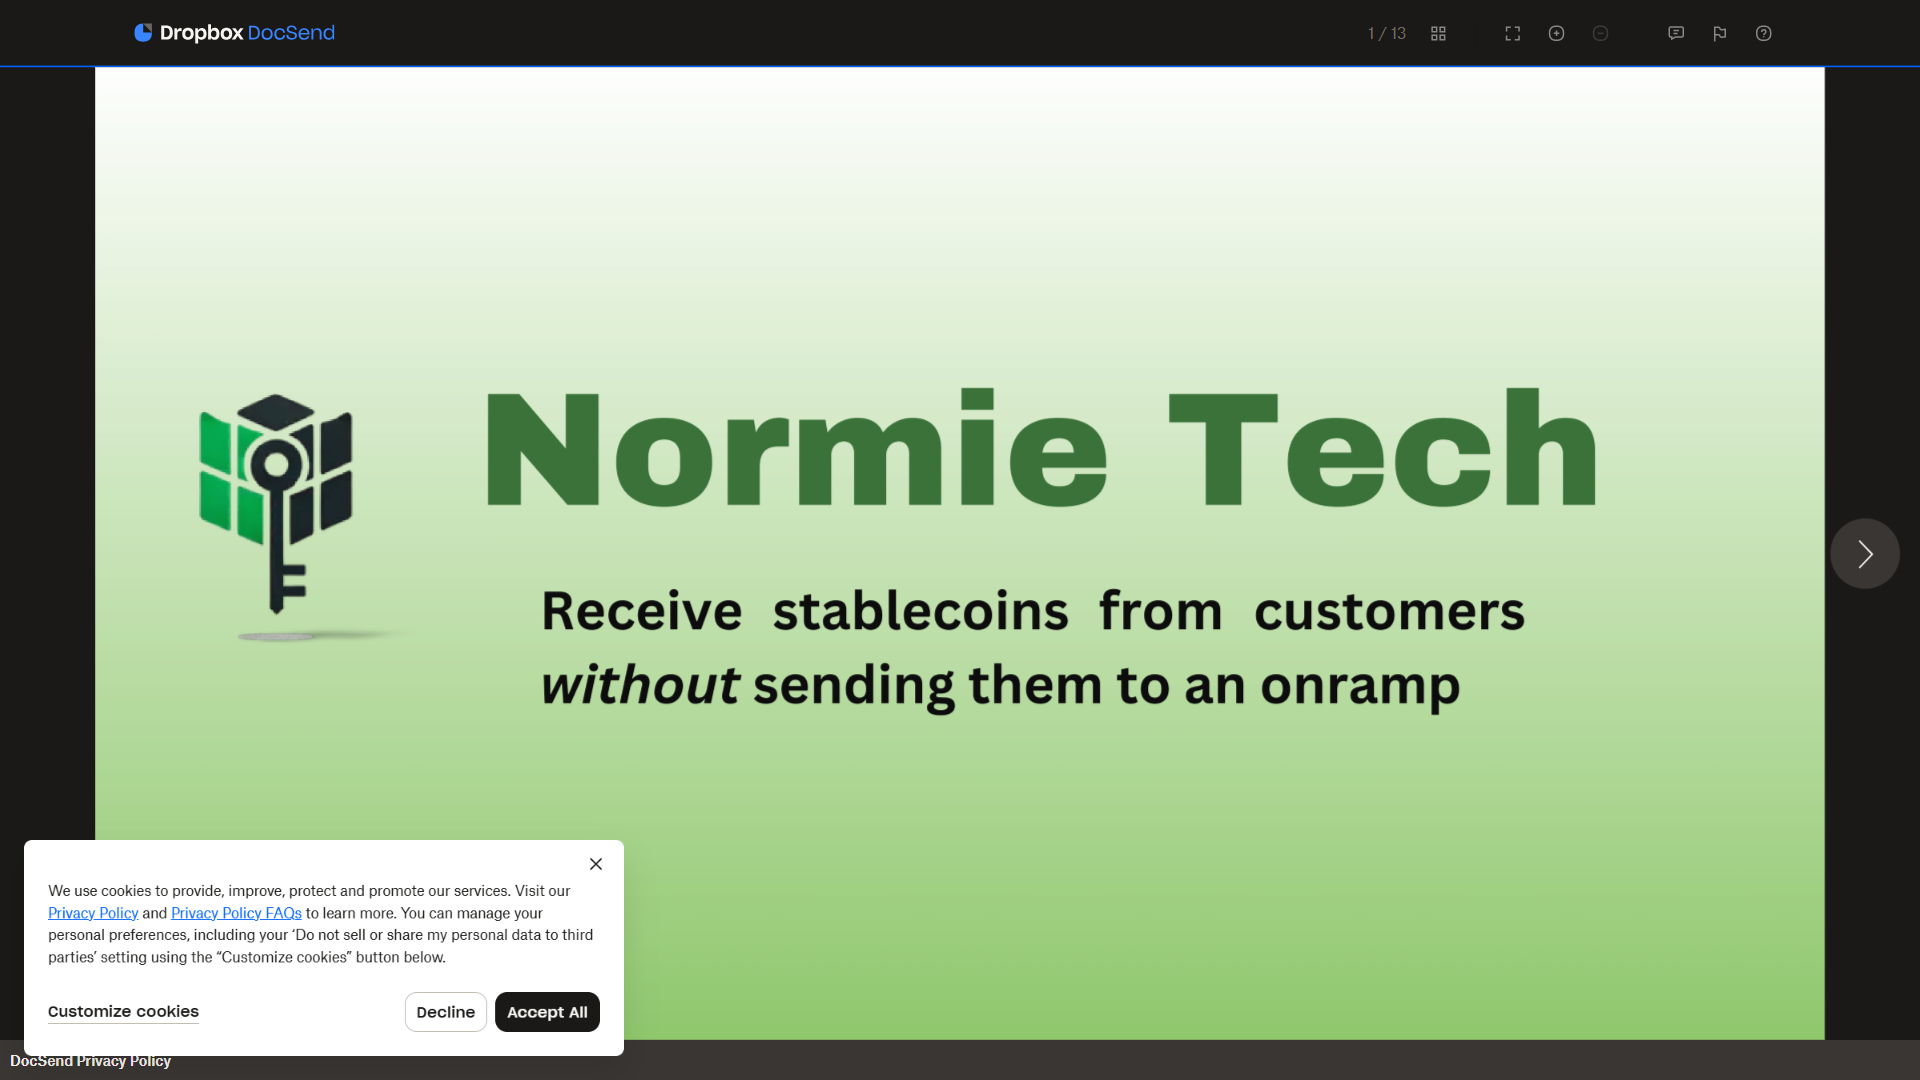 Dropbox DocSend
1 / 13
Normie Tech
Receive stablecoins from customers
without sending them to an onramp
We use cookies to provide, improve, protect and promote our services. Visit our
Privacy Policy and Privacy Policy FAQs to learn more. You can manage your
personal preferences, including your ‘Do not sell or share my personal data to third
parties’ setting using the “Customize cookies” button below.
Customize cookies
Decline
Accept All
DocSend Privacy Policy